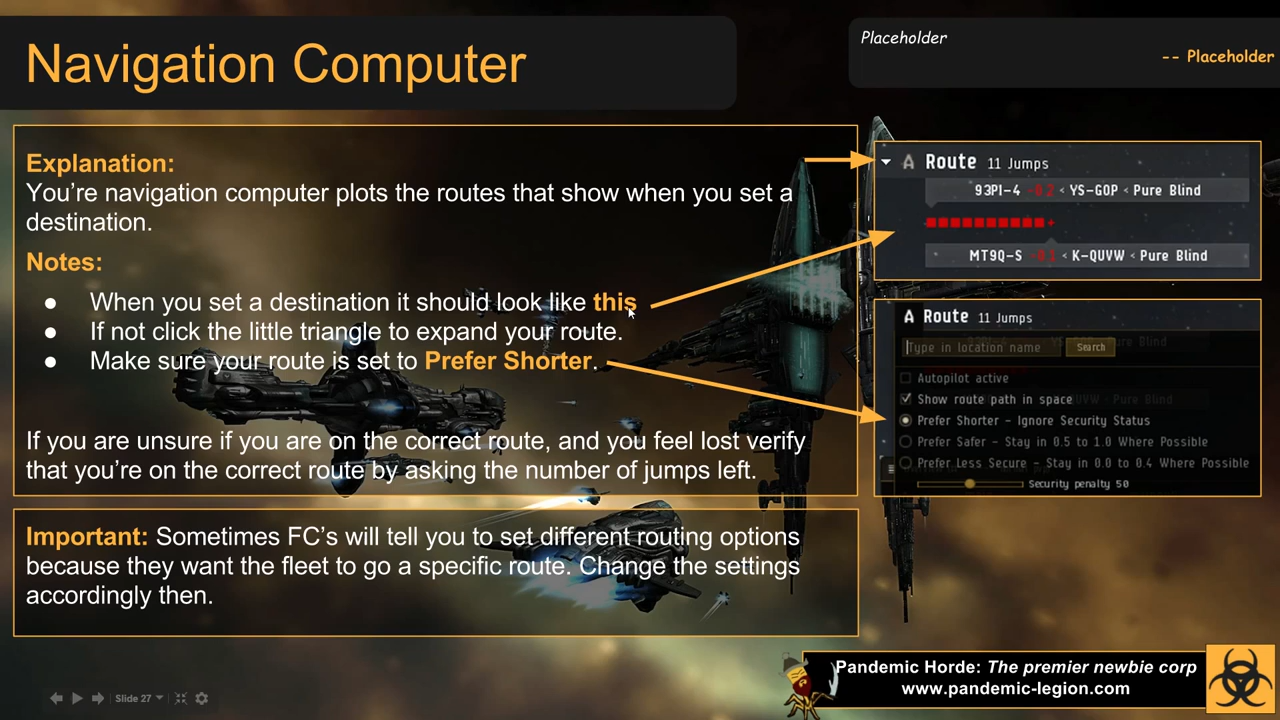 Navigation Computer
Placeholder
-- Placeholder
Explanation:
You’re navigation computer plots the routes that show when you set a
destination.
Notes:
● When you set a destination it should look like this
● If not click the little triangle to expand your route.
● Make sure your route is set to Prefer Shorter.
If you are unsure if you are on the correct route, and you feel lost verify
that you’re on the correct route by asking the number of jumps left.
Important: Sometimes FC’s will tell you to set different routing options
because they want the fleet to go a specific route. Change the settings
accordingly then.
A Route 11 Jumps
93PI-4 -0.2 < YS-GOP < Pure Blind
MT9Q-S -0.1 < K-QUVW < Pure Blind
A Route 11 Jumps
Type in location name Search
Autopilot active
Show route path in space
Prefer Shorter - Ignore Security Status
Prefer Safer - Stay in 0.5 to 1.0 Where Possible
Prefer Less Secure - Stay in 0.0 to 0.4 Where Possible
Security penalty 50
Pandemic Horde: The premier newbie corp
www.pandemic-legion.com
Slide 27